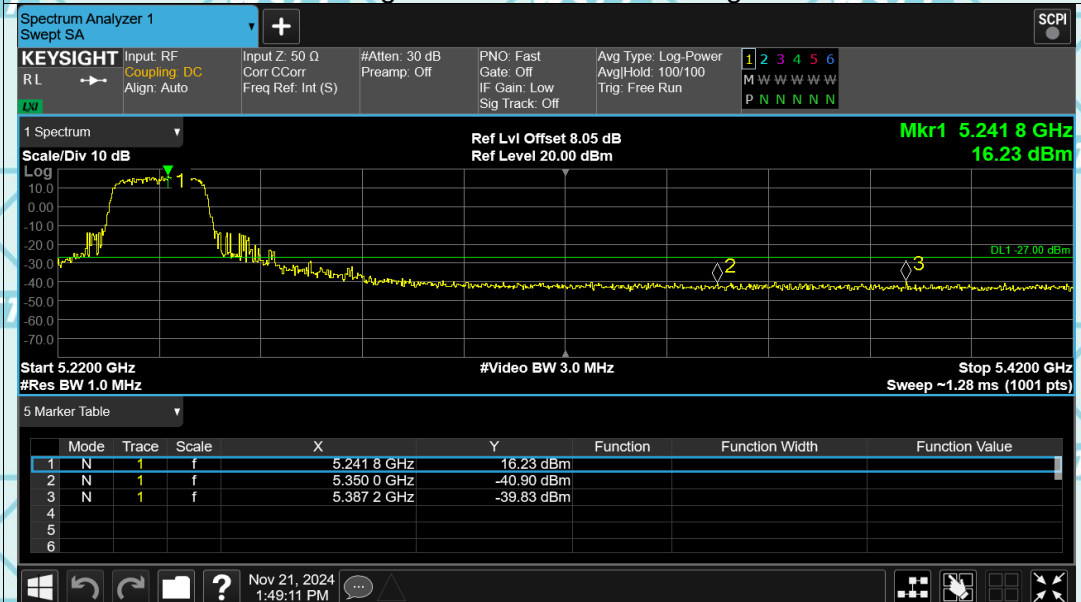 Spectrum Analyzer 1
Swept SA
+
SCPI
KEYSIGHT
RL
LXI
Input: RF
Coupling: DC
Align: Auto
Input Z: 50 Ω
Corr CCorr
Freq Ref: Int (S)
#Atten: 30 dB
Preamp: Off
PNO: Fast
Gate: Off
IF Gain: Low
Sig Track: Off
Avg Type: Log-Power
Avg|Hold: 100/100
Trig: Free Run
1 2 3 4 5 6
M W W W W W
P N N N N N
1 Spectrum
Scale/Div 10 dB
Ref Lvl Offset 8.05 dB
Ref Level 20.00 dBm
Mkr1 5.241 8 GHz
16.23 dBm
Log
10.0
0.00
-10.0
-20.0
-30.0
-40.0
-50.0
-60.0
-70.0
1
2
3
DL1 -27.00 dBm
Start 5.2200 GHz
#Res BW 1.0 MHz
#Video BW 3.0 MHz
Stop 5.4200 GHz
Sweep ~1.28 ms (1001 pts)
5 Marker Table
Mode Trace Scale X Y Function Function Width Function Value
1 N 1 f 5.241 8 GHz 16.23 dBm
2 N 1 f 5.350 0 GHz -40.90 dBm
3 N 1 f 5.387 2 GHz -39.83 dBm
4
5
6
?
Nov 21, 2024
1:49:11 PM